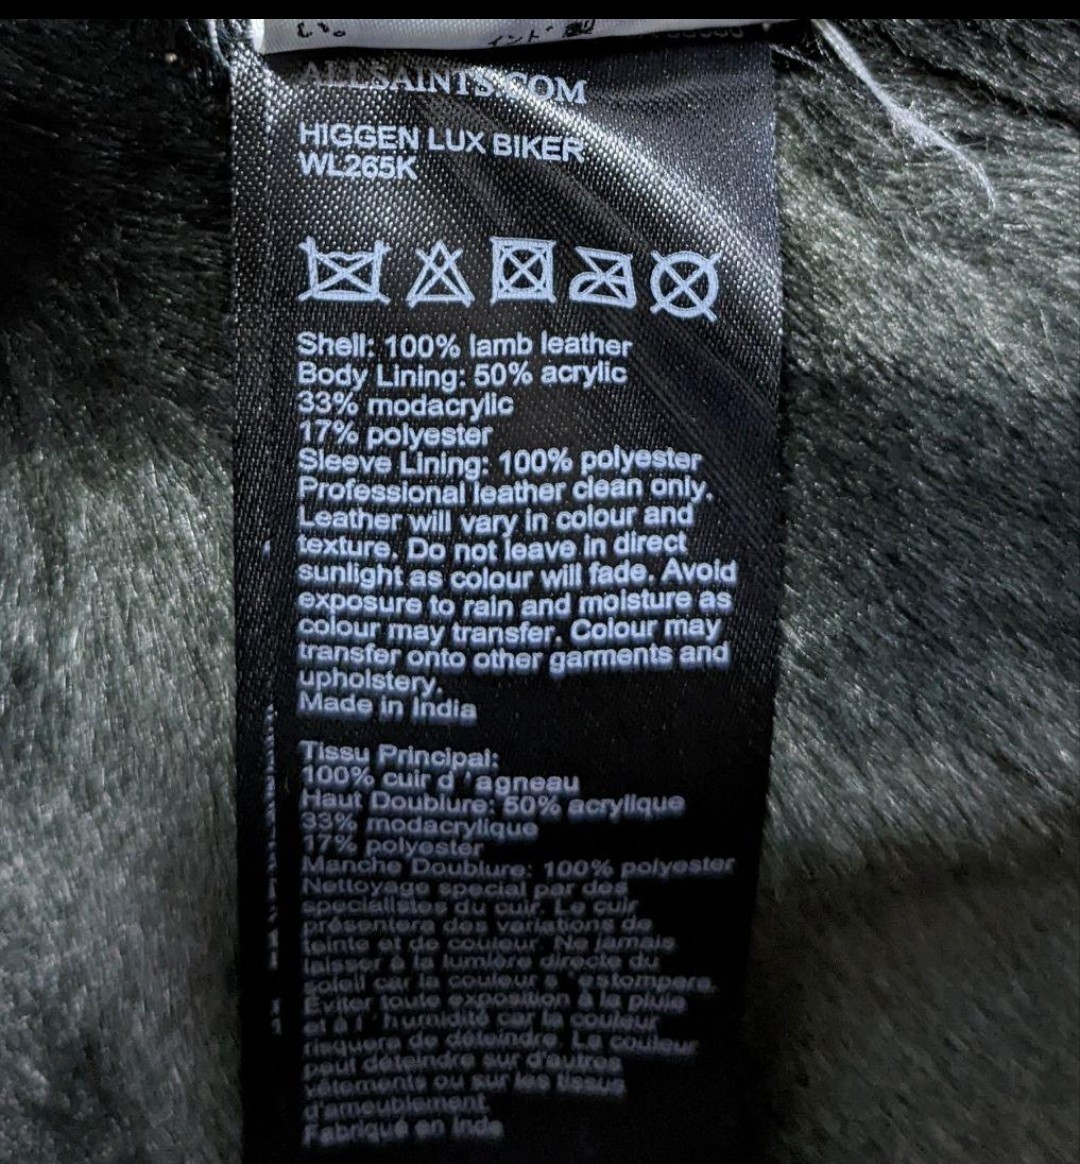 い。
インド製
ALLSAINTS.COM
HIGGEN LUX BIKER
WL265K
Shell: 100% lamb leather
Body Lining: 50% acrylic
33% modacrylic
17% polyester
Sleeve Lining: 100% polyester
Professional leather clean only.
Leather will vary in colour and
texture. Do not leave in direct
sunlight as colour will fade. Avoid
exposure to rain and moisture as
colour may transfer. Colour may
transfer onto other garments and
upholstery.
Made in India
Tissu Principal:
100% cuir d 'agneau
Haut Doublure: 50% acrylique
33% modacrylique
17% polyester
Manche Doublure: 100% polyester
Nettoyage special par des
specialistes du cuir. Le cuir
présentera des variations de
teinte et de couleur. Ne jamais
laisser à la lumière directe du
soleil car la couleur s 'estompera.
Éviter toute exposition à la pluie
et à l 'humidité car la couleur
risquera de déteindre. La couleur
peut déteindre sur d'autres
vêtements ou sur les tissus
d'ameublement
Fabriqué en Inde